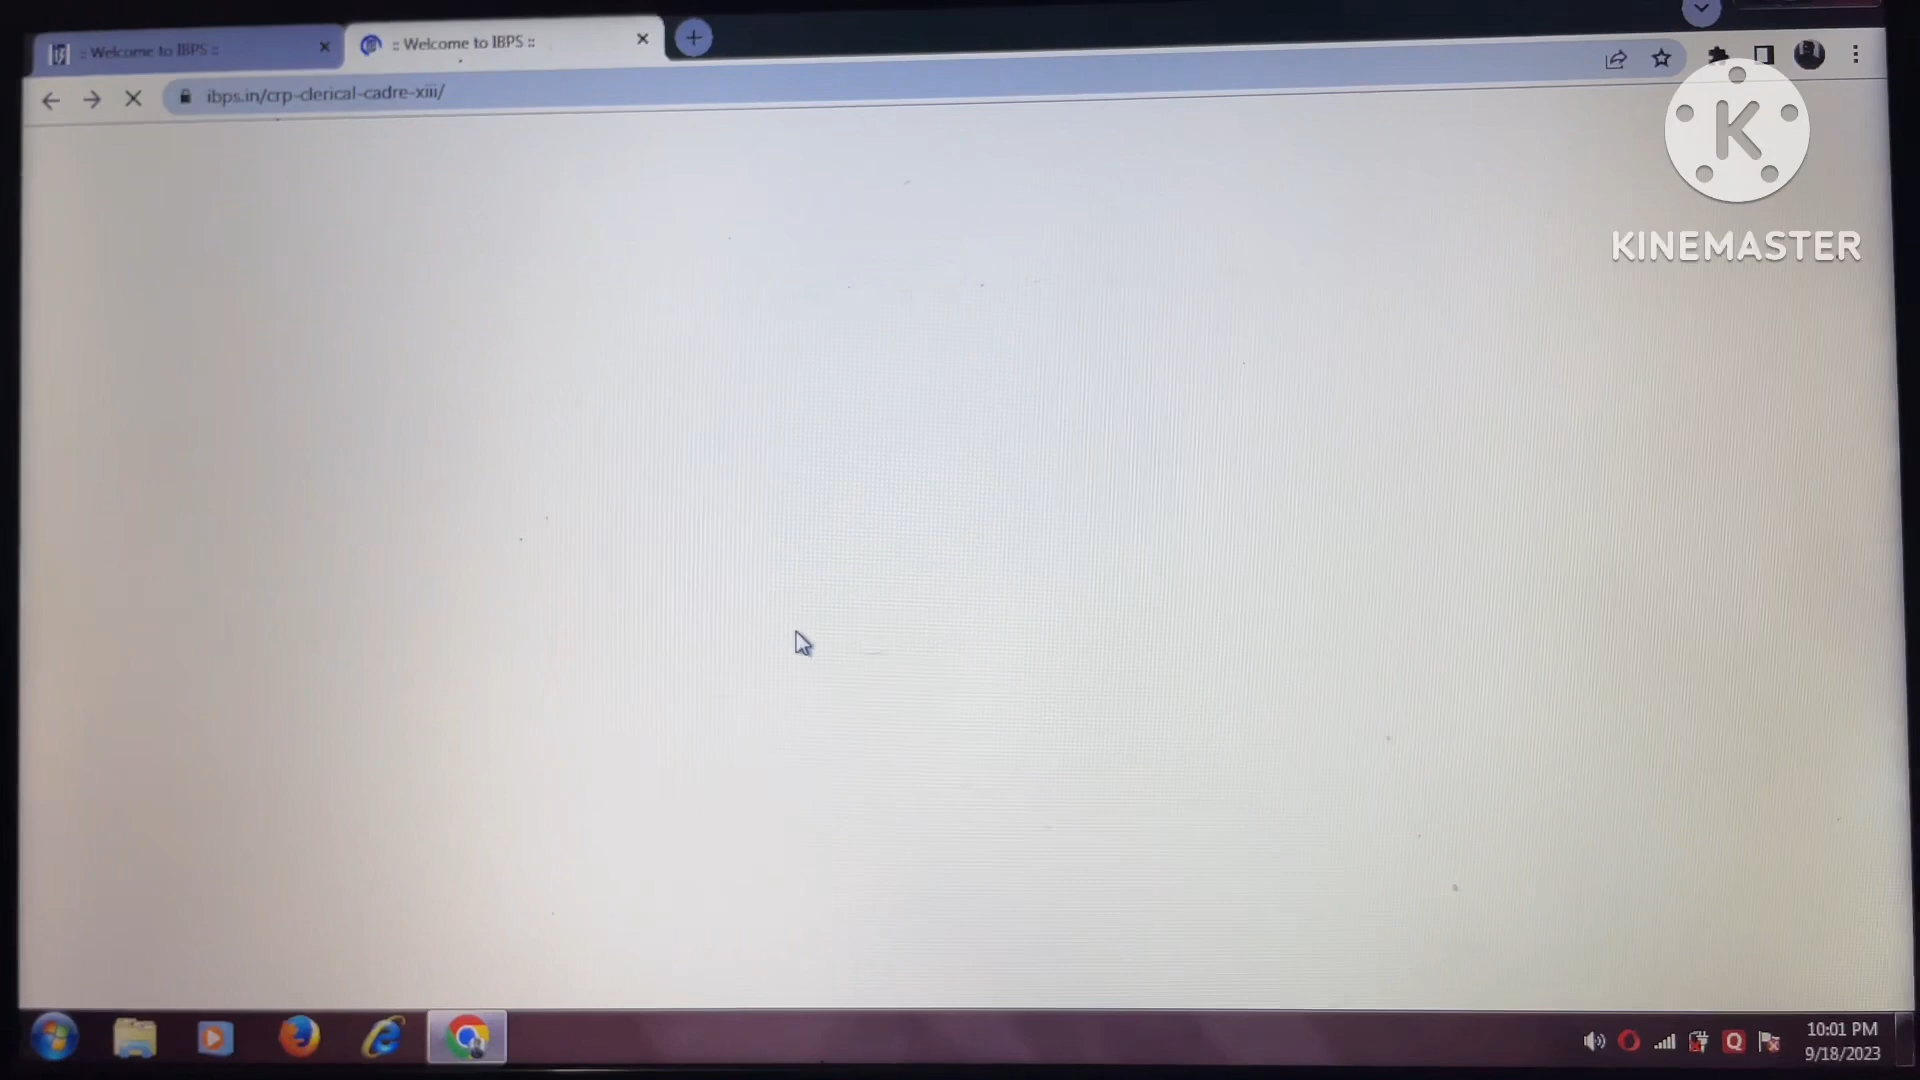 :: Welcome to IBPS ::
:: Welcome to IBPS ::
ibps.in/crp-clerical-cadre-xiii/
K
KINEMASTER
Q
10:01 PM
9/18/2023